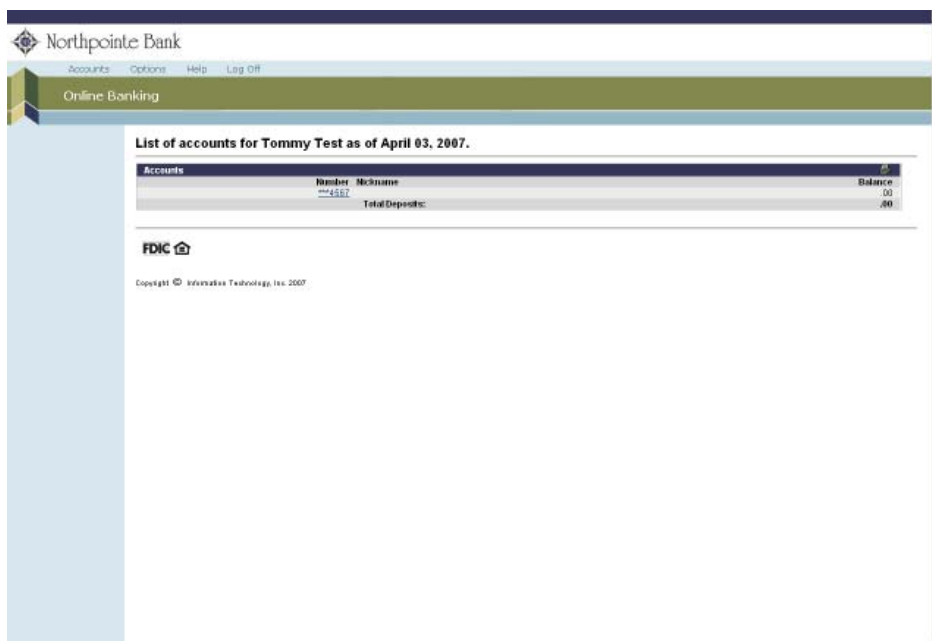 Northpointe Bank
Accounts Options Help Log Off
Online Banking
List of accounts for Tommy Test as of April 03, 2007.
Accounts
Number Nickname Balance
***4567 .00
Total Deposits: .00
FDIC
Copyright © Information Technology, Inc. 2007